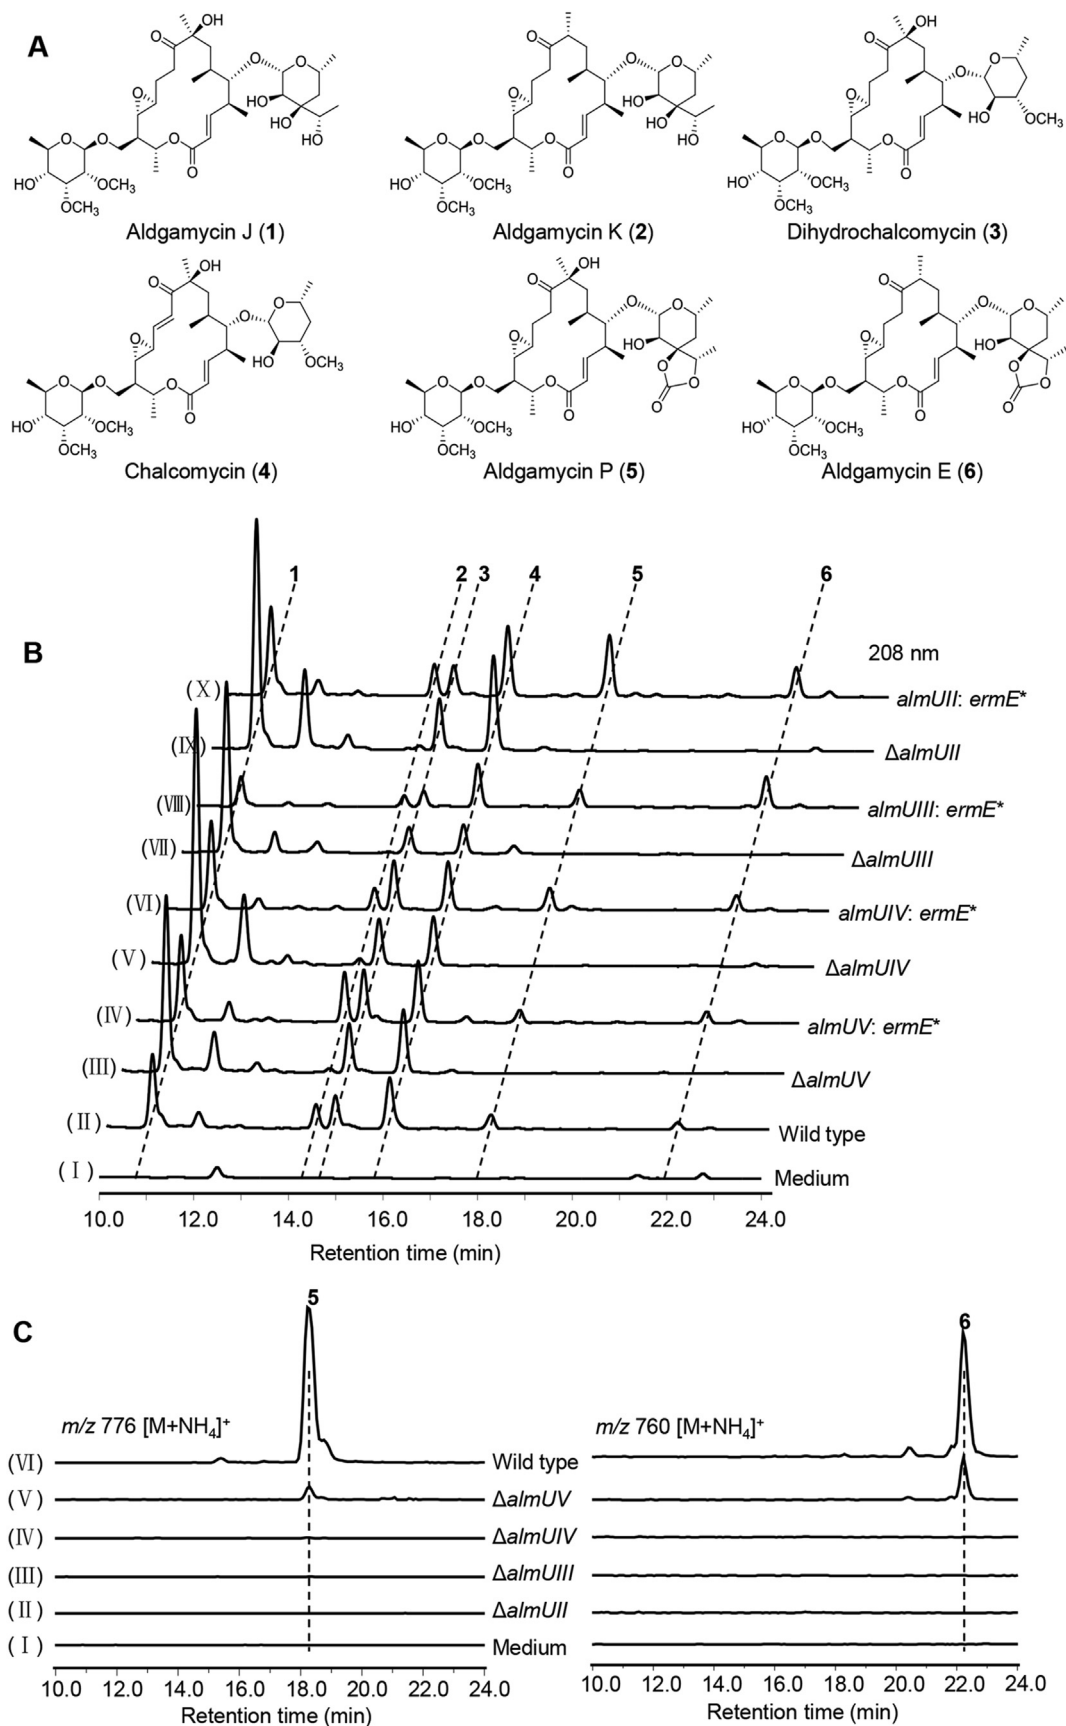 A
Aldgamycin J (1)
Aldgamycin K (2)
Dihydrochalcomycin (3)
Chalcomycin (4)
Aldgamycin P (5)
Aldgamycin E (6)
B
1
2
3
4
5
6
208 nm
(Ⅹ)
almUII: ermE*
(Ⅸ)
ΔalmUII
(Ⅷ)
almUIII: ermE*
(Ⅶ)
ΔalmUIII
(Ⅵ)
almUIV: ermE*
(Ⅴ)
ΔalmUIV
(Ⅳ)
almUV: ermE*
(Ⅲ)
ΔalmUV
(Ⅱ)
Wild type
(Ⅰ)
Medium
10.0 12.0 14.0 16.0 18.0 20.0 22.0 24.0
Retention time (min)
C
5
m/z 776 [M+NH4]+
6
m/z 760 [M+NH4]+
(Ⅵ)
Wild type
(Ⅴ)
ΔalmUV
(Ⅳ)
ΔalmUIV
(Ⅲ)
ΔalmUIII
(Ⅱ)
ΔalmUII
(Ⅰ)
Medium
10.0 12.0 14.0 16.0 18.0 20.0 22.0 24.0
Retention time (min)
10.0 12.0 14.0 16.0 18.0 20.0 22.0 24.0
Retention time (min)